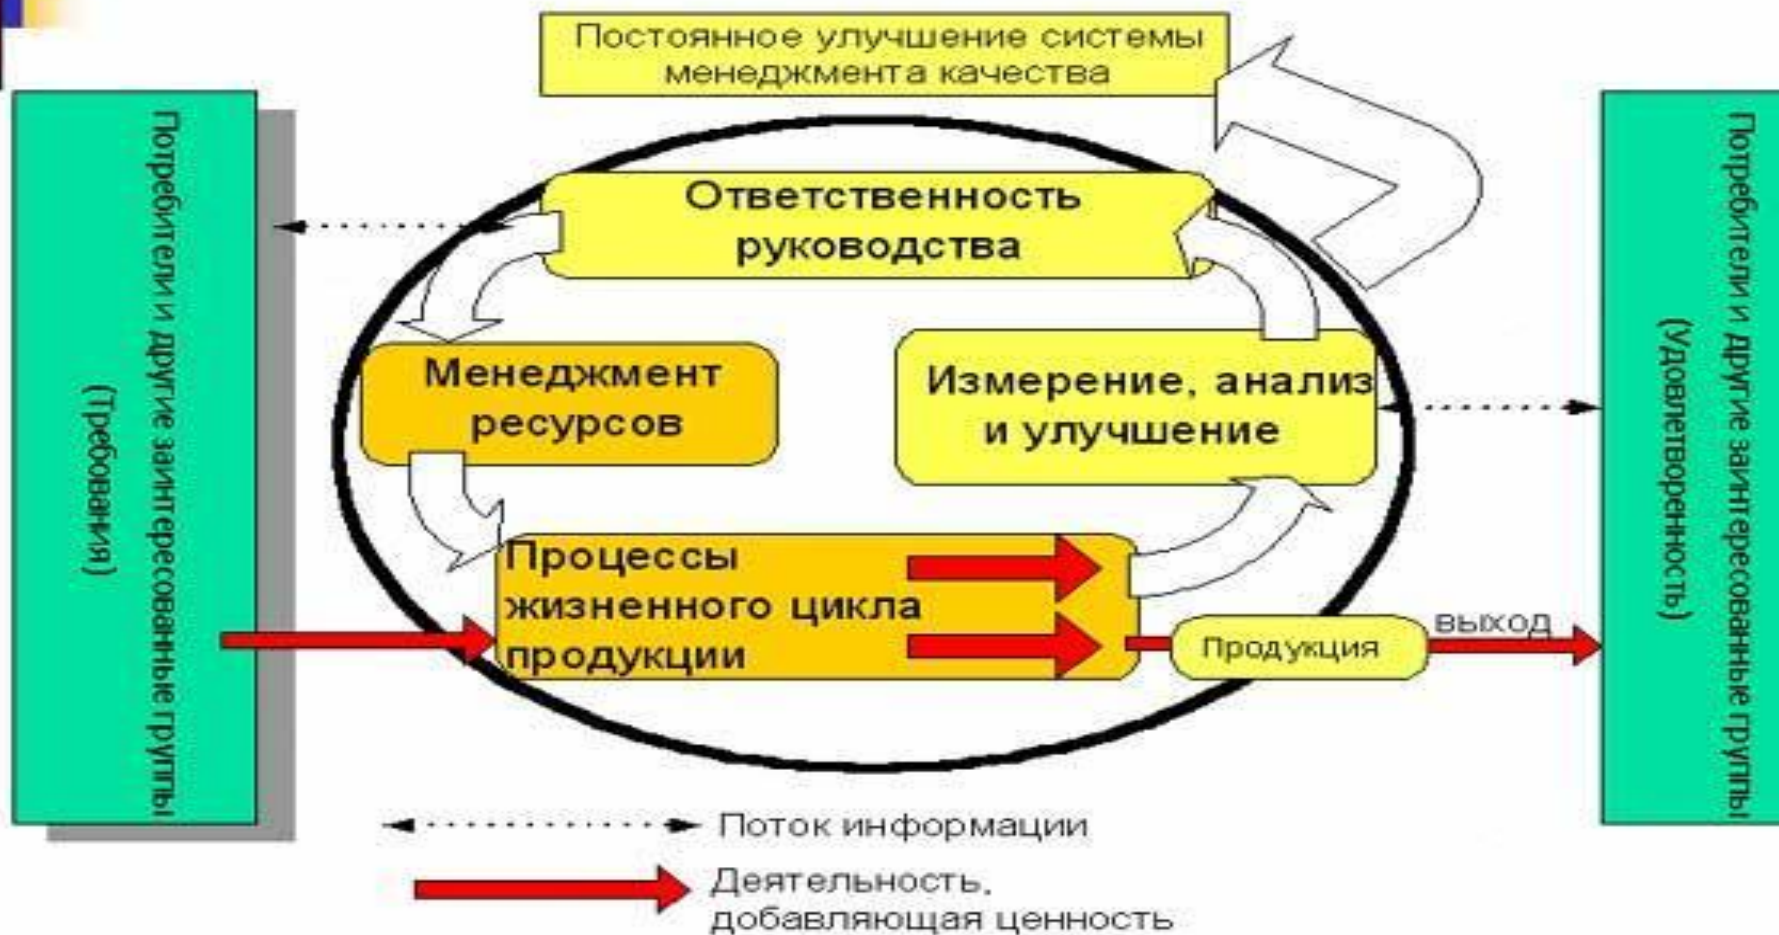 Постоянное улучшение системы
менеджмента качества
Потребители и другие заинтересованные группы
(Требования)
Ответственность
руководства
Менеджмент
ресурсов
Измерение, анализ
и улучшение
Процессы
жизненного цикла
продукции
Продукция
выход
Потребители и другие заинтересованные группы
(Удовлетворенность)
Поток информации
Деятельность,
добавляющая ценность